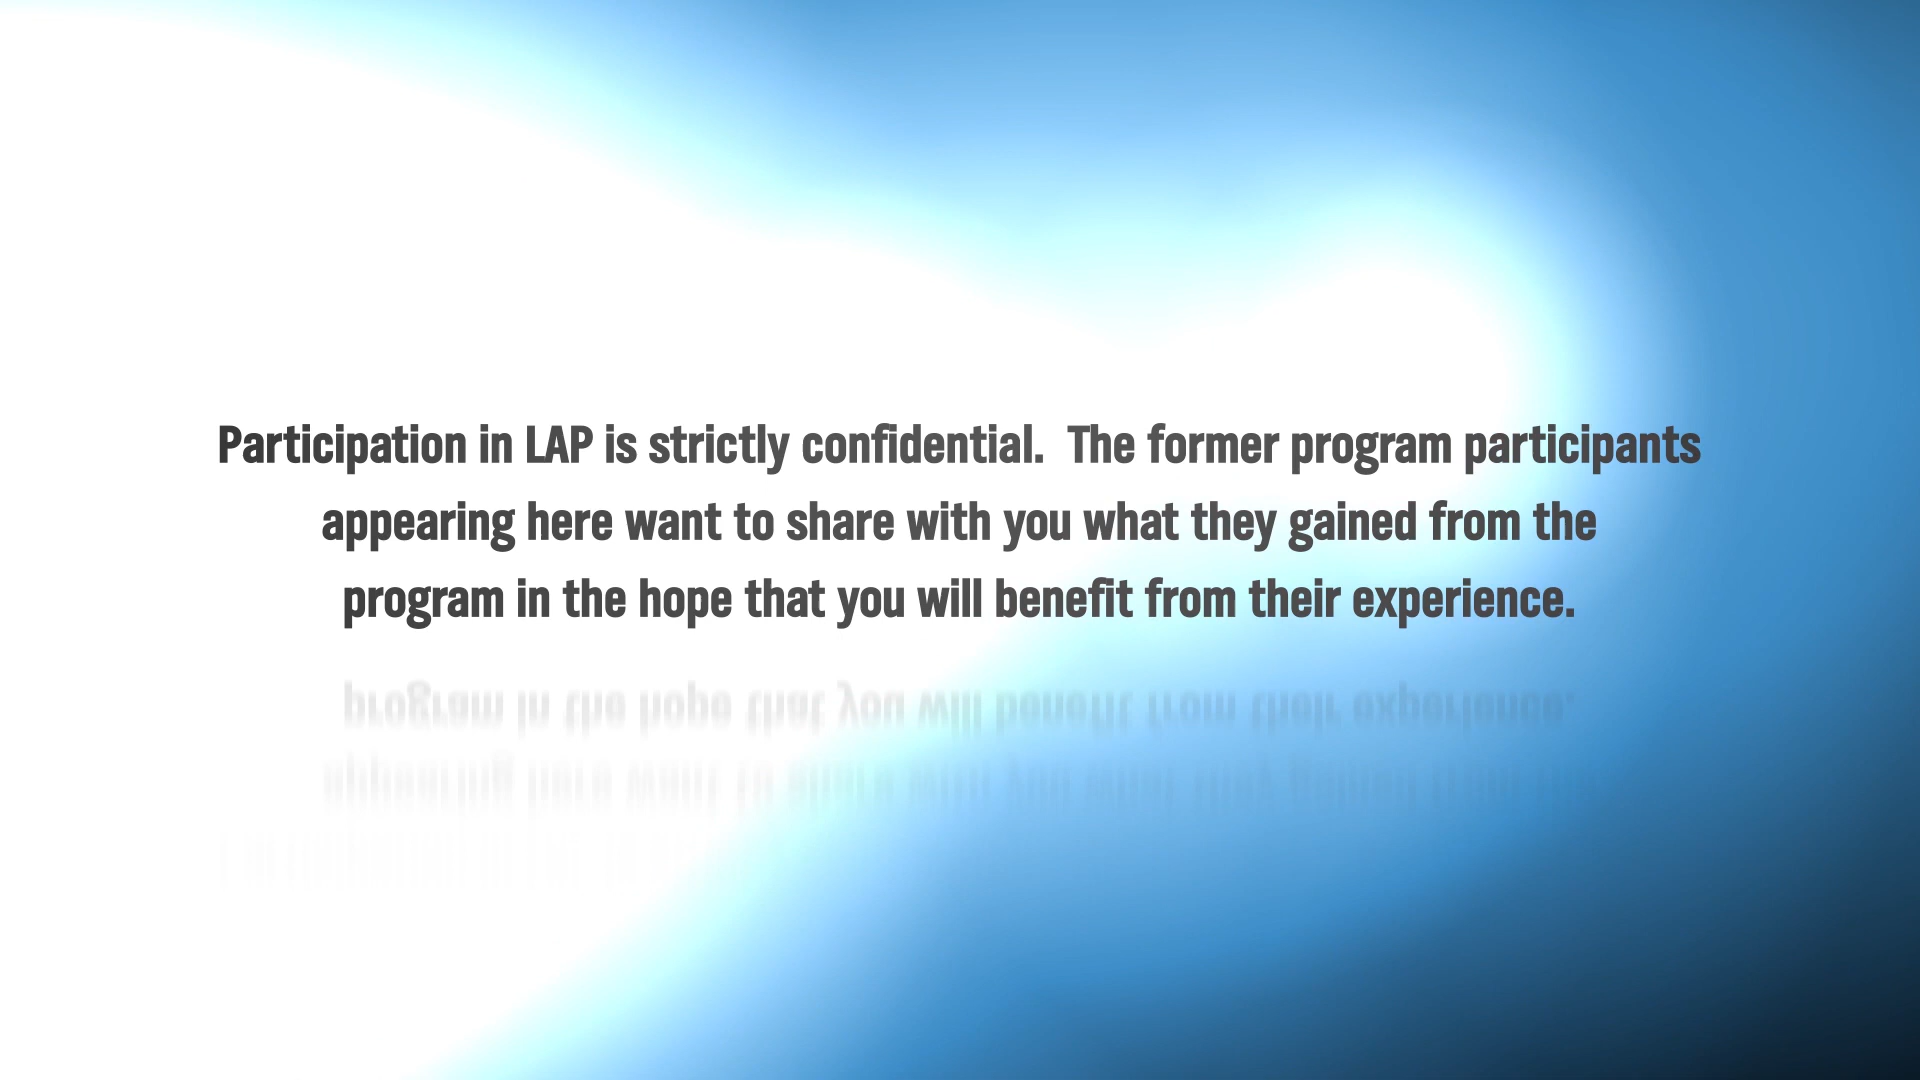 Participation in LAP is strictly confidential.  The former program participants
appearing here want to share with you what they gained from the
program in the hope that you will benefit from their experience.